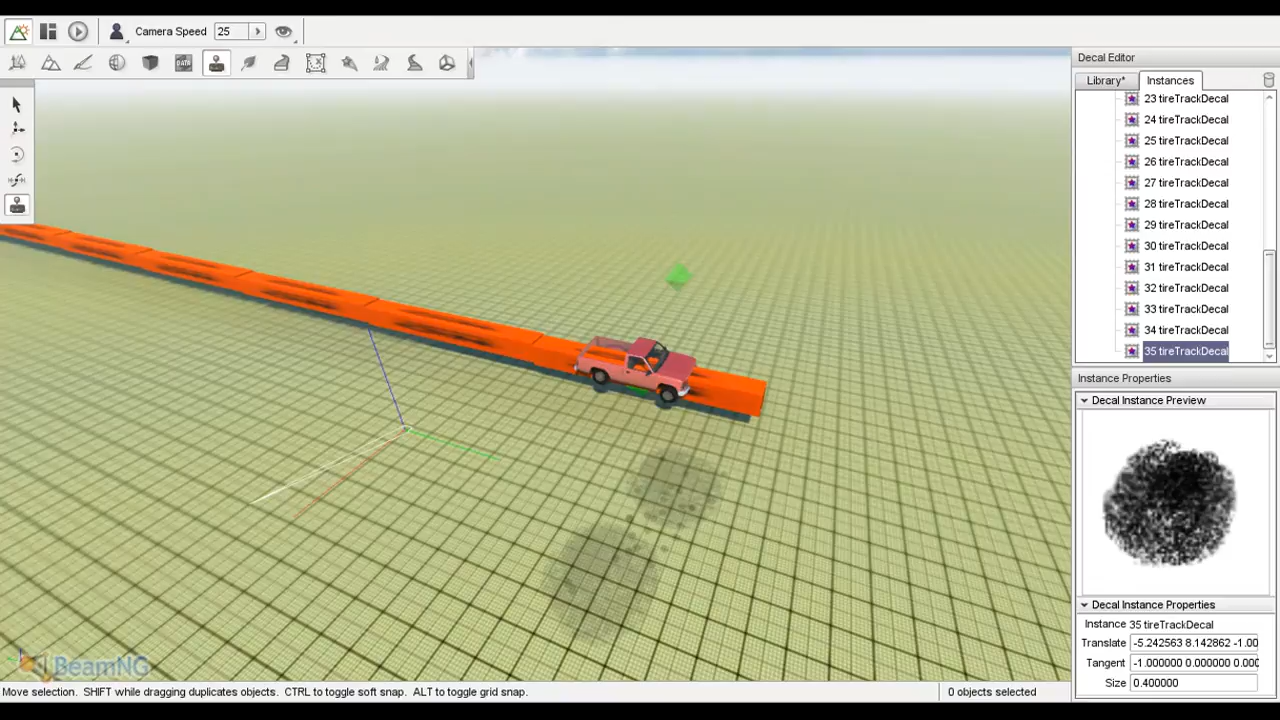 Camera Speed 25
DATA
Decal Editor
Library* Instances
23 tireTrackDecal
24 tireTrackDecal
25 tireTrackDecal
26 tireTrackDecal
27 tireTrackDecal
28 tireTrackDecal
29 tireTrackDecal
30 tireTrackDecal
31 tireTrackDecal
32 tireTrackDecal
33 tireTrackDecal
34 tireTrackDecal
35 tireTrackDecal
Instance Properties
Decal Instance Preview
Decal Instance Properties
Instance 35 tireTrackDecal
Translate -5.242563 8.142862 -1.00
Tangent -1.000000 0.000000 0.000
Size 0.400000
BeamNG
Move selection. SHIFT while dragging duplicates objects. CTRL to toggle soft snap. ALT to toggle grid snap.
0 objects selected